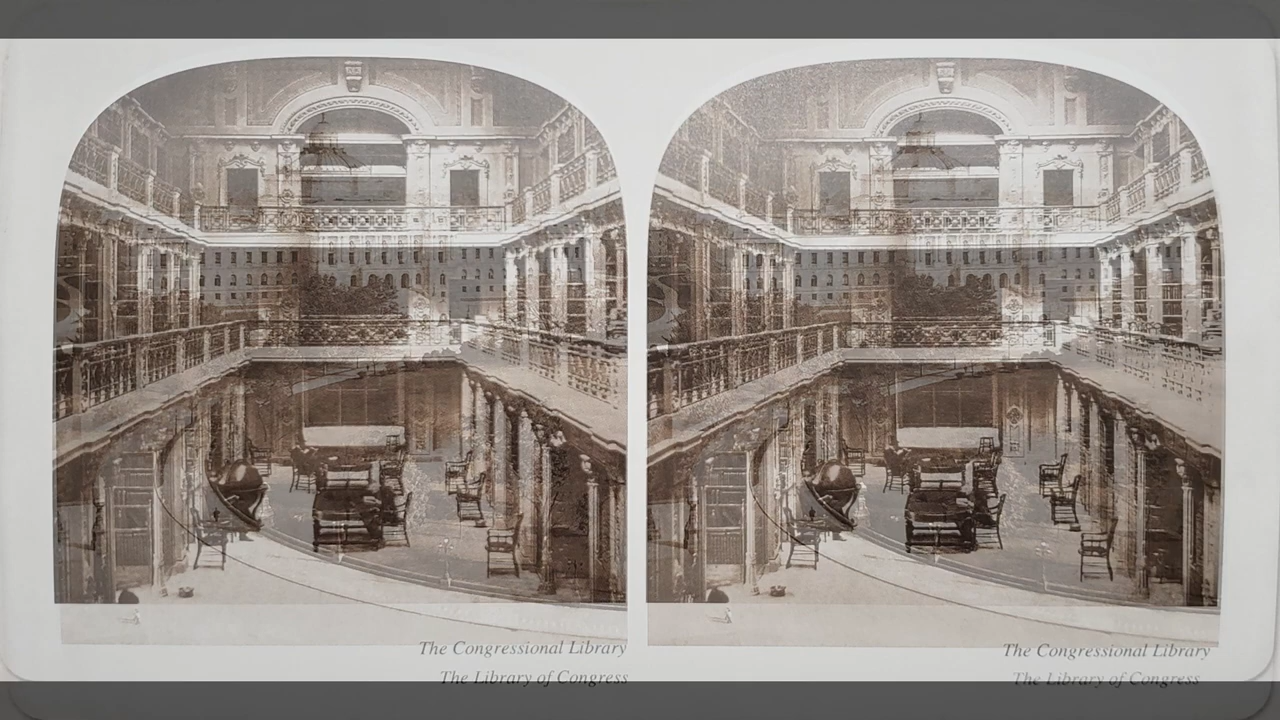 The Congressional Library The Congressional Library
The Library of Congress The Library of Congress